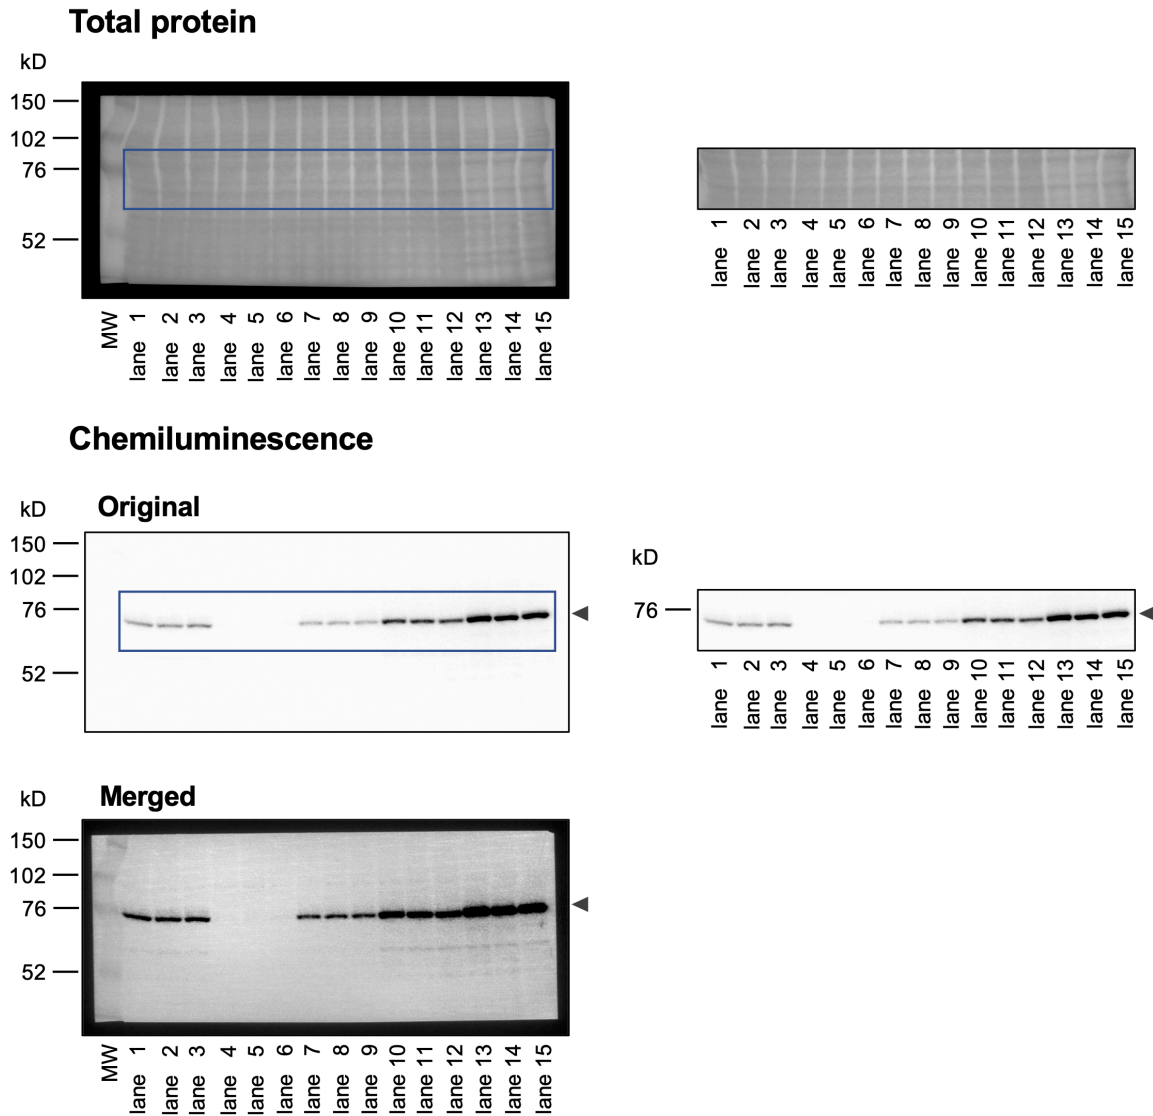 Total protein
kD
150
102
76
52
MW
lane 1
lane 2
lane 3
lane 4
lane 5
lane 6
lane 7
lane 8
lane 9
lane 10
lane 11
lane 12
lane 13
lane 14
lane 15
lane 1
lane 2
lane 3
lane 4
lane 5
lane 6
lane 7
lane 8
lane 9
lane 10
lane 11
lane 12
lane 13
lane 14
lane 15
Chemiluminescence
Original
kD
150
102
76
52
kD
76
lane 1
lane 2
lane 3
lane 4
lane 5
lane 6
lane 7
lane 8
lane 9
lane 10
lane 11
lane 12
lane 13
lane 14
lane 15
Merged
kD
150
102
76
52
MW
lane 1
lane 2
lane 3
lane 4
lane 5
lane 6
lane 7
lane 8
lane 9
lane 10
lane 11
lane 12
lane 13
lane 14
lane 15